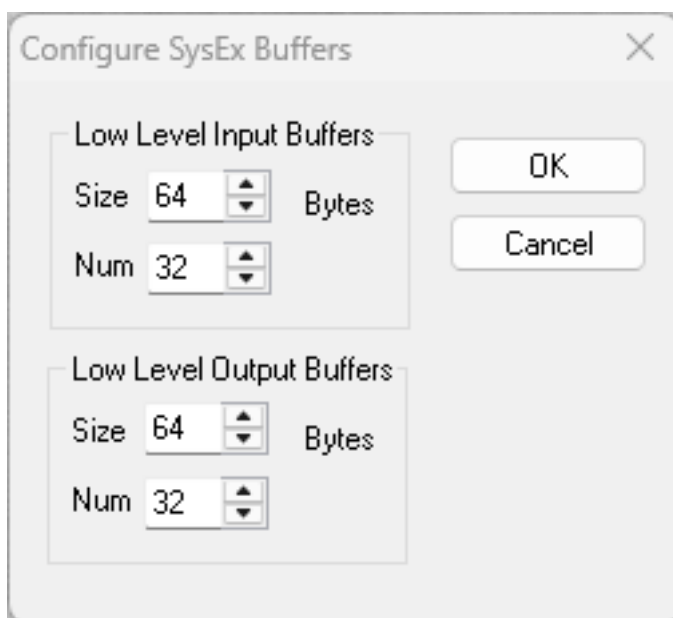 Configure SysEx Buffers
Low Level Input Buffers
Size 64 Bytes
Num 32
OK
Cancel
Low Level Output Buffers
Size 64 Bytes
Num 32